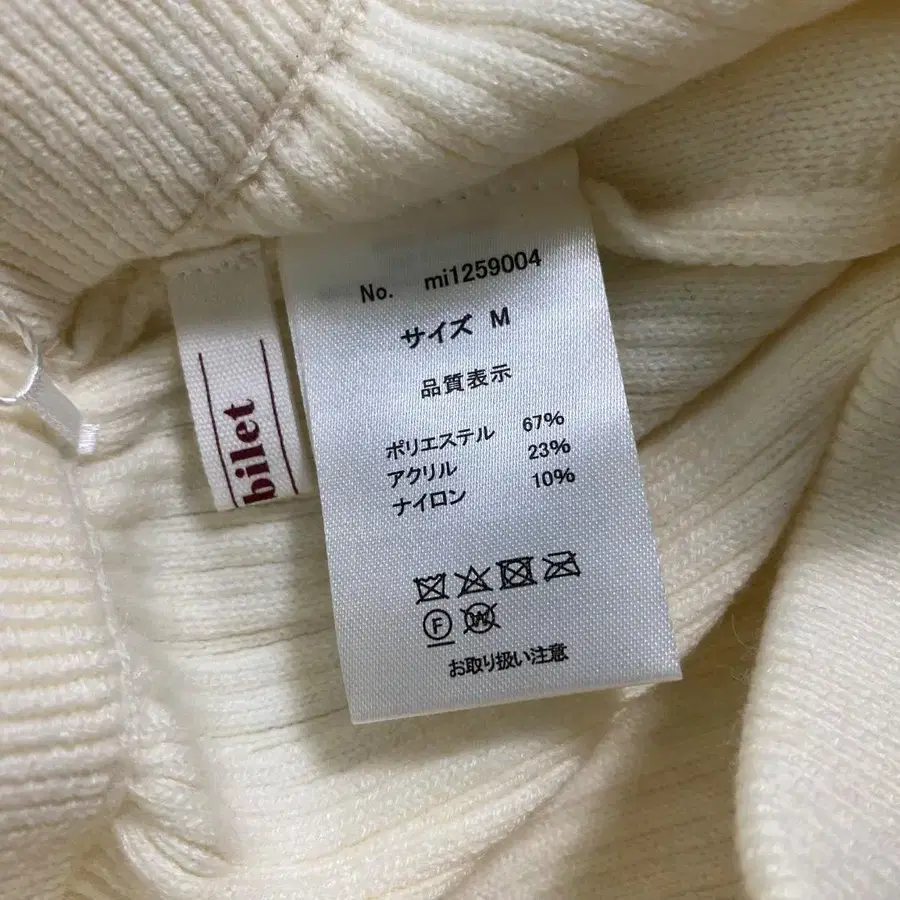 No. mi1259004
サイズ M
品質表示
ポリエステル 67%
アクリル 23%
ナイロン 10%
F W
お取り扱い注意
bilet